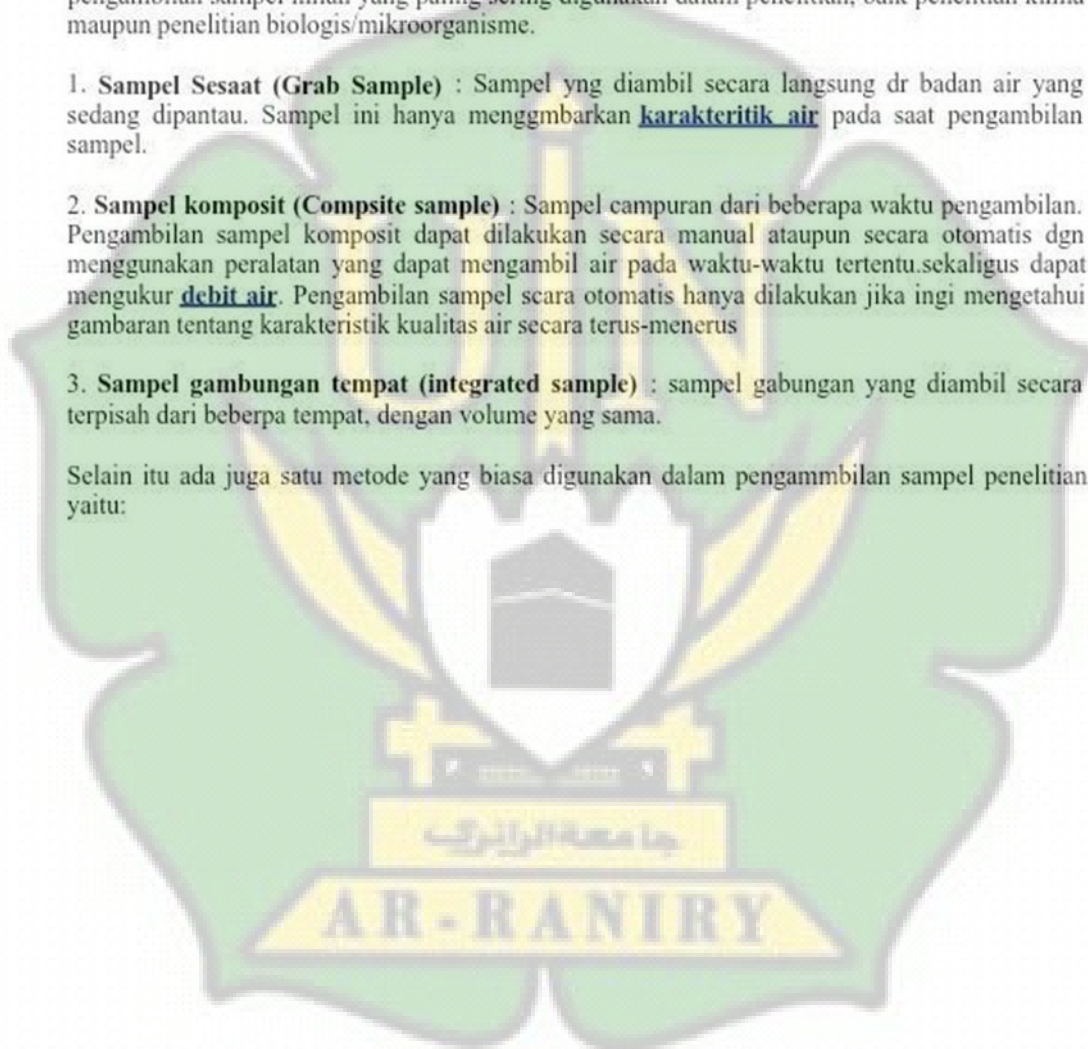 maupun penelitian biologis/mikroorganisme.
1. Sampel Sesaat (Grab Sample) : Sampel yng diambil secara langsung dr badan air yang
sedang dipantau. Sampel ini hanya menggmbarkan karakteritik air pada saat pengambilan
sampel.
2. Sampel komposit (Compsite sample) : Sampel campuran dari beberapa waktu pengambilan.
Pengambilan sampel komposit dapat dilakukan secara manual ataupun secara otomatis dgn
menggunakan peralatan yang dapat mengambil air pada waktu-waktu tertentu.sekaligus dapat
mengukur debit air. Pengambilan sampel scara otomatis hanya dilakukan jika ingi mengetahui
gambaran tentang karakteristik kualitas air secara terus-menerus
3. Sampel gambungan tempat (integrated sample) : sampel gabungan yang diambil secara
terpisah dari beberpa tempat, dengan volume yang sama.
Selain itu ada juga satu metode yang biasa digunakan dalam pengammbilan sampel penelitian
yaitu:
UIN
جامعة الرانري
AR-RANIRY